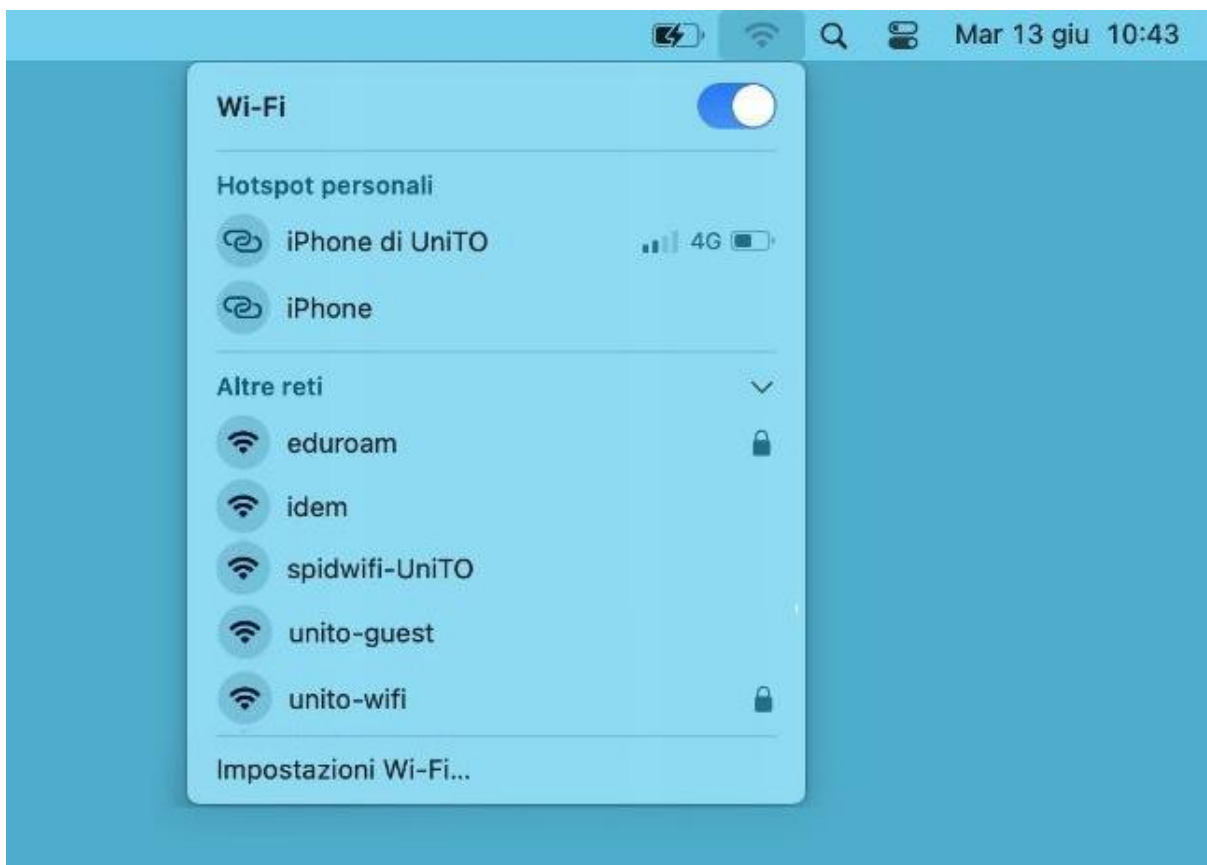 Mar 13 giu 10:43
Wi-Fi
Hotspot personali
iPhone di UniTO 4G
iPhone
Altre reti
eduroam
idem
spidwifi-UniTO
unito-guest
unito-wifi
Impostazioni Wi-Fi...